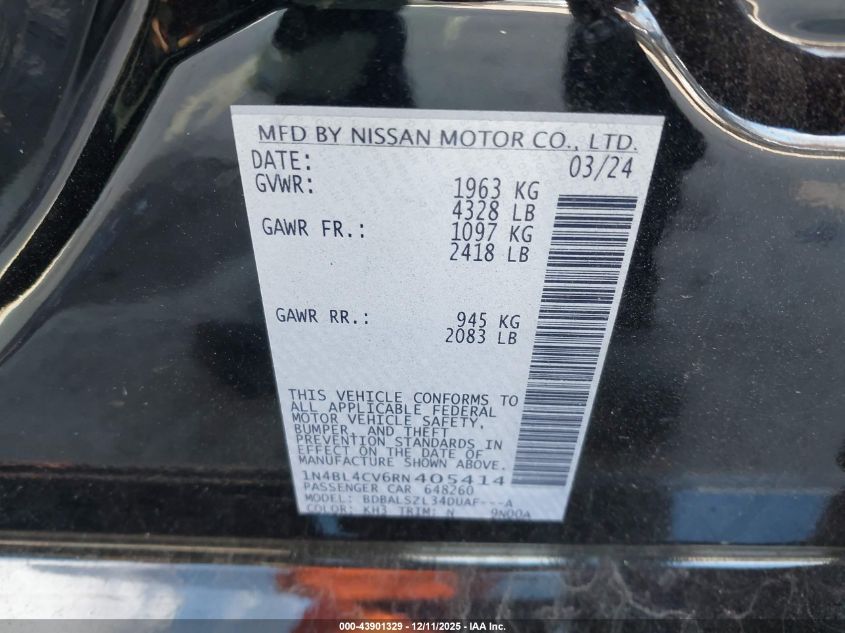 MFD BY NISSAN MOTOR CO., LTD.
DATE: 03/24
GVWR: 1963 KG
4328 LB
GAWR FR.: 1097 KG
2418 LB
GAWR RR.: 945 KG
2083 LB
THIS VEHICLE CONFORMS TO
ALL APPLICABLE FEDERAL
MOTOR VEHICLE SAFETY,
BUMPER, AND THEFT
PREVENTION STANDARDS IN
EFFECT ON THE DATE OF
MANUFACTURE SHOWN ABOVE.
1N4BL4CV6RN405414
PASSENGER CAR 648260
MODEL: BDBALSZL34DUAF---A
COLOR: KH3 TRIM: N 9N00A
000-43901329 - 12/11/2025 - IAA Inc.